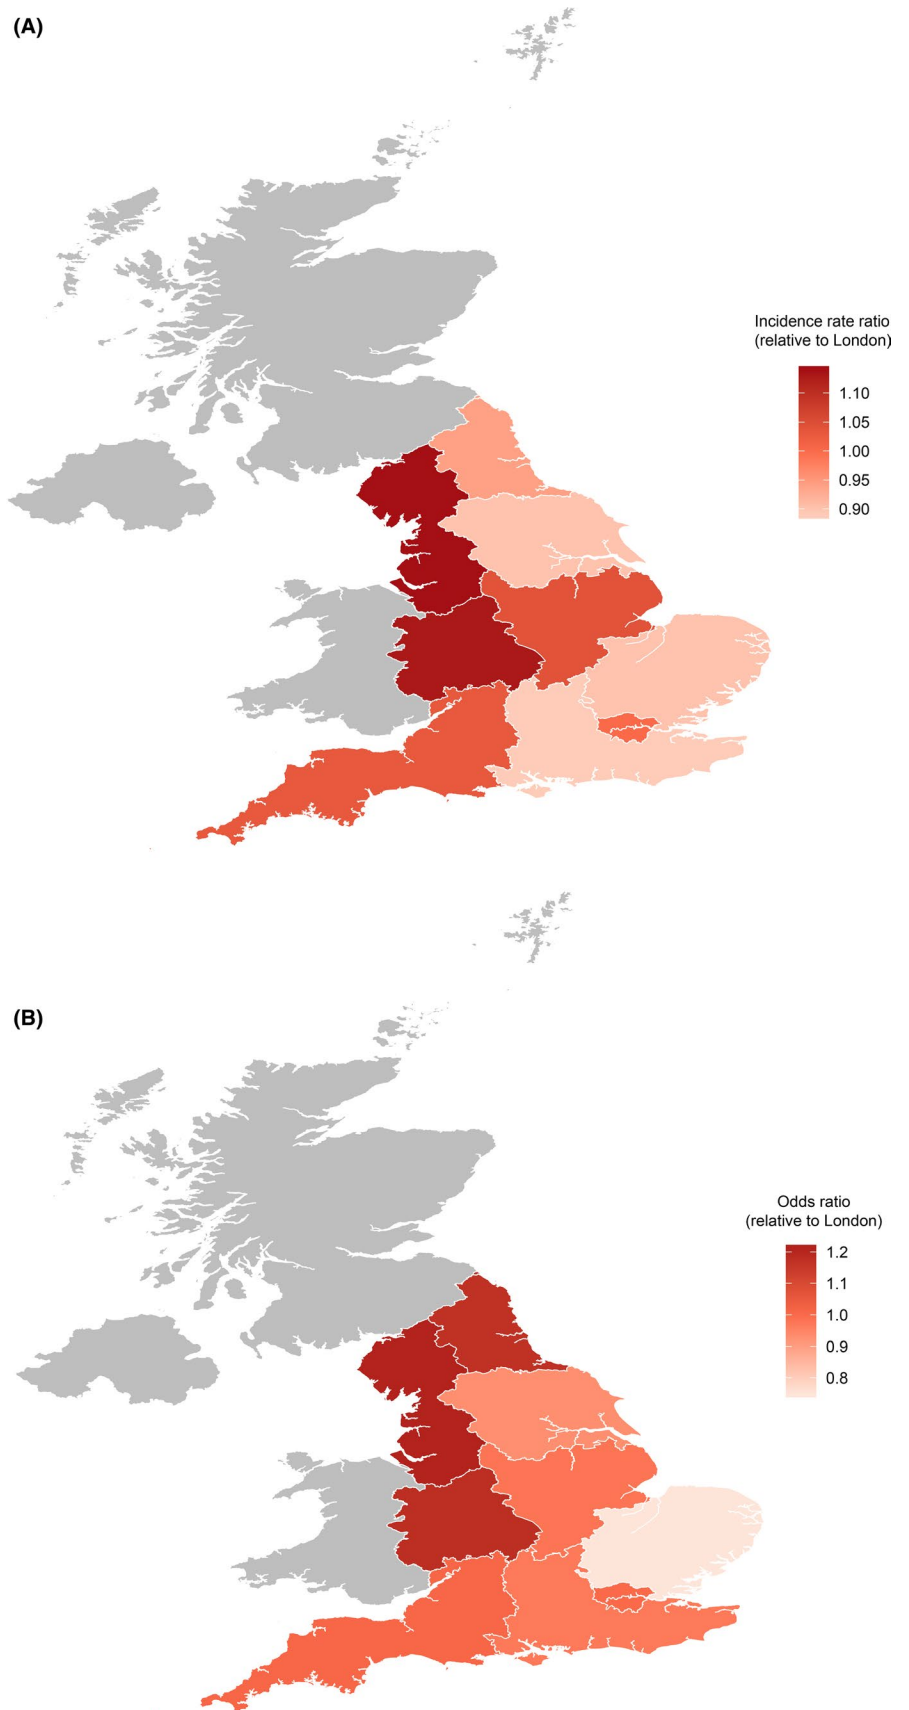 (A)
Incidence rate ratio
(relative to London)
1.10
1.05
1.00
0.95
0.90
(B)
Odds ratio
(relative to London)
1.2
1.1
1.0
0.9
0.8